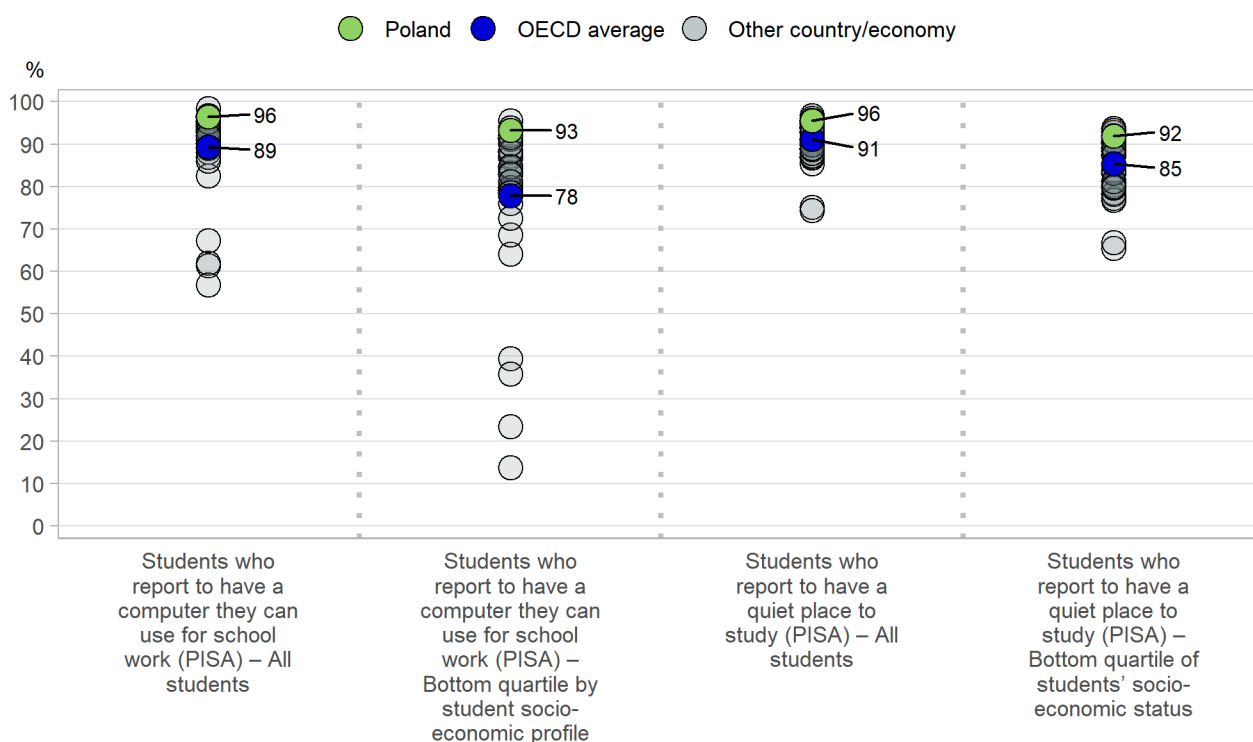 Poland OECD average Other country/economy
%
100
90
80
70
60
50
40
30
20
10
0
96
89
93
78
96
91
92
85
Students who
report to have a
computer they can
use for school
work (PISA) – All
students
Students who
report to have a
computer they can
use for school
work (PISA) –
Bottom quartile by
student socio-
economic profile
Students who
report to have a
quiet place to
study (PISA) – All
students
Students who
report to have a
quiet place to
study (PISA) –
Bottom quartile of
students’ socio-
economic status